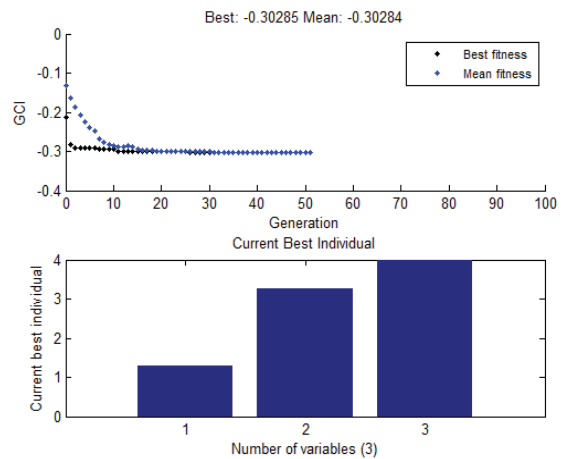 Best: -0.30285 Mean: -0.30284
0
-0.1
-0.2
-0.3
-0.4
GCI
Best fitness
Mean fitness
0 10 20 30 40 50 60 70 80 90 100
Generation
Current Best Individual
4
3
2
1
0
Current best individual
1 2 3
Number of variables (3)